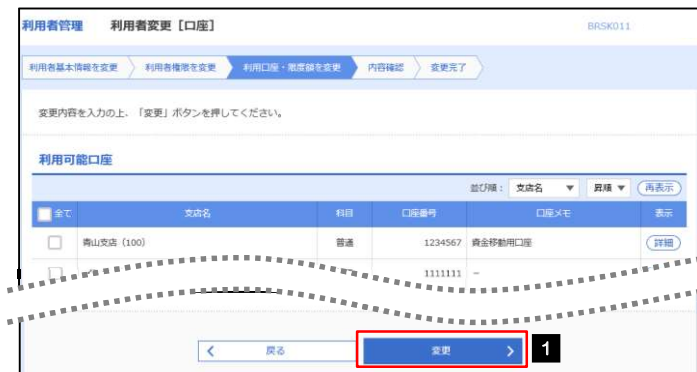 利用者管理 利用者変更［口座］ BRSK011
利用者基本情報を変更 利用者権限を変更 利用口座・限度額を変更 内容確認 変更完了
変更内容を入力の上、「変更」ボタンを押してください。
利用可能口座
並び順： 支店名 ▼ 昇順 ▼ 再表示
全て 支店名 科目 口座番号 口座メモ 表示
青山支店（100） 普通 1234567 資金移動用口座 詳細
1111111 －
戻る 変更 1